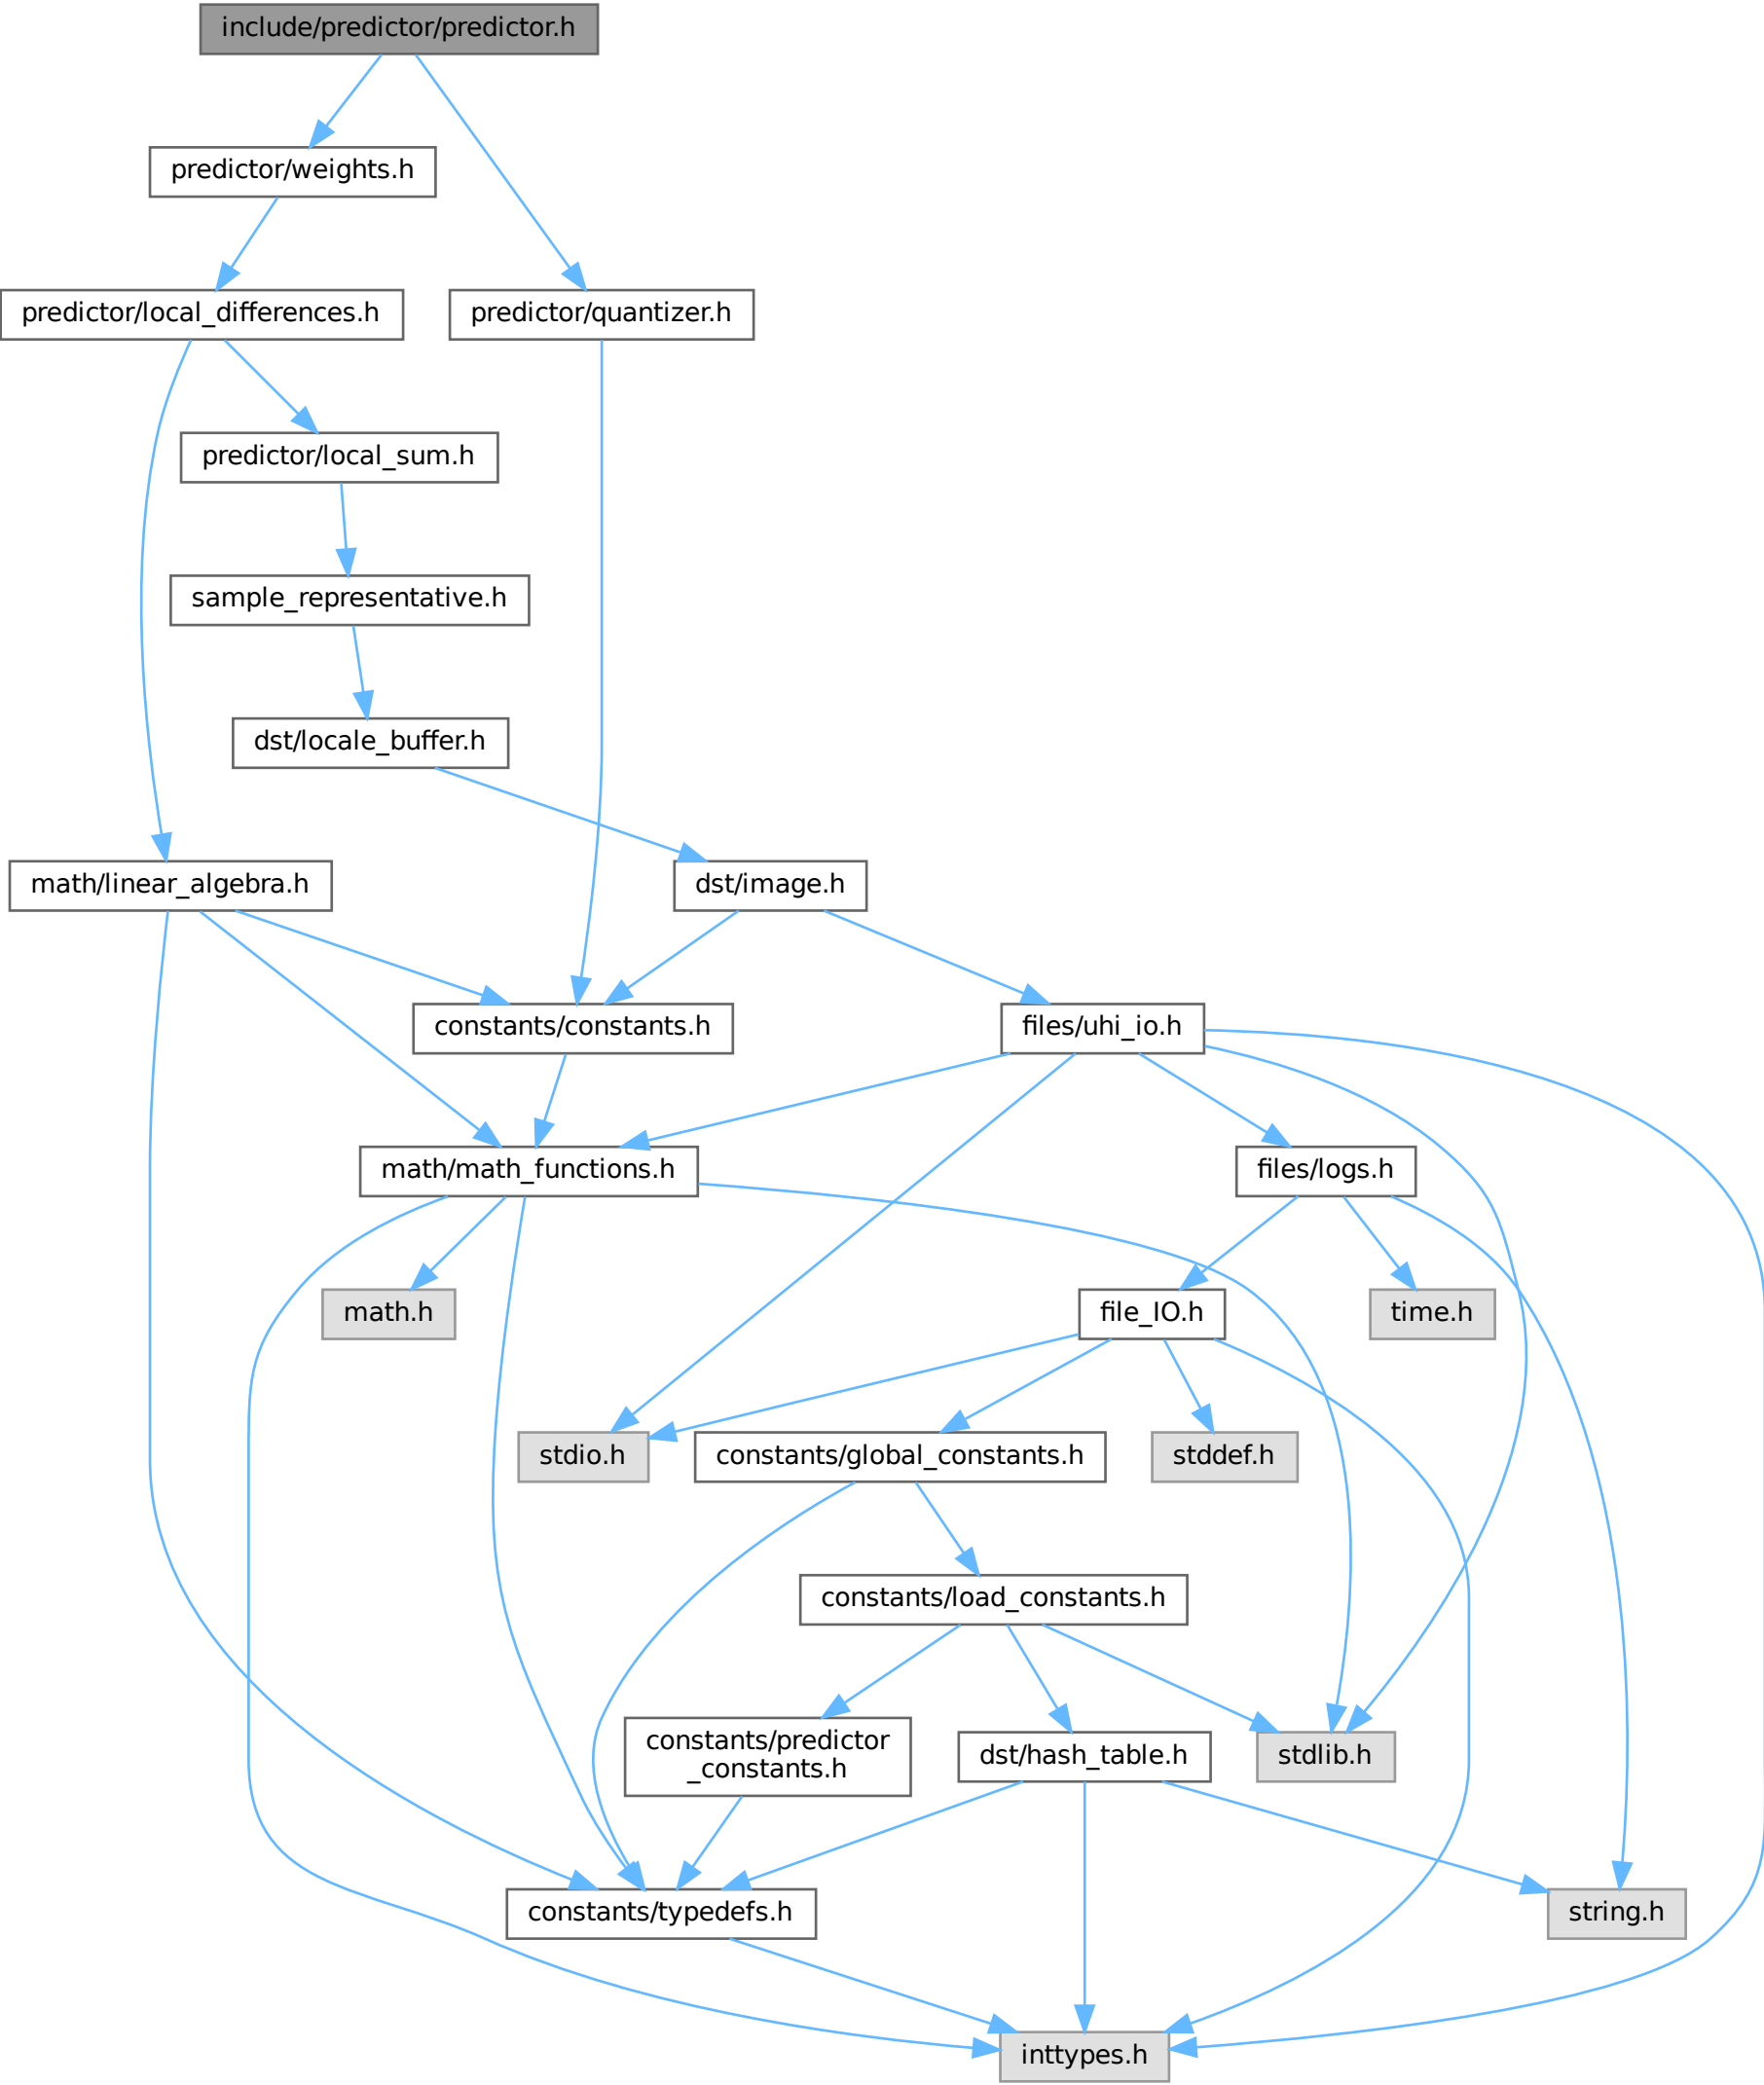 include/predictor/predictor.h
predictor/weights.h
predictor/local_differences.h
predictor/quantizer.h
predictor/local_sum.h
sample_representative.h
dst/locale_buffer.h
math/linear_algebra.h
dst/image.h
constants/constants.h
files/uhi_io.h
math/math_functions.h
files/logs.h
math.h
file_IO.h
time.h
stdio.h
constants/global_constants.h
stddef.h
constants/load_constants.h
constants/predictor
_constants.h
dst/hash_table.h
stdlib.h
constants/typedefs.h
string.h
inttypes.h